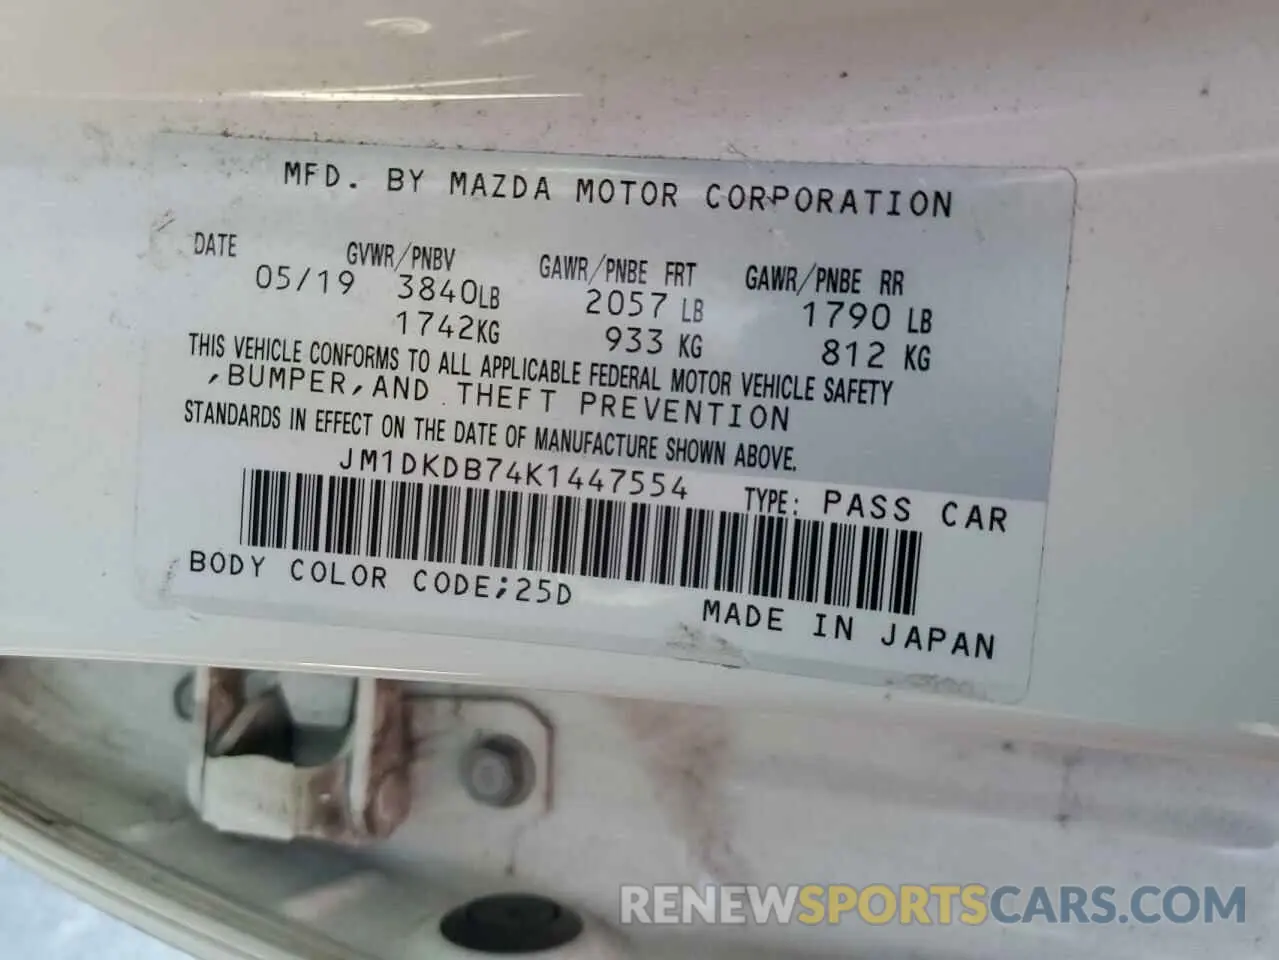 MFD. BY MAZDA MOTOR CORPORATION
DATE GVWR/PNBV GAWR/PNBE FRT GAWR/PNBE RR
05/19 3840LB 2057 LB 1790 LB
1742KG 933 KG 812 KG
THIS VEHICLE CONFORMS TO ALL APPLICABLE FEDERAL MOTOR VEHICLE SAFETY
,BUMPER,AND THEFT PREVENTION
STANDARDS IN EFFECT ON THE DATE OF MANUFACTURE SHOWN ABOVE.
JM1DKDB74K1447554 TYPE: PASS CAR
BODY COLOR CODE;25D
MADE IN JAPAN
RENEWSPORTSCARS.COM